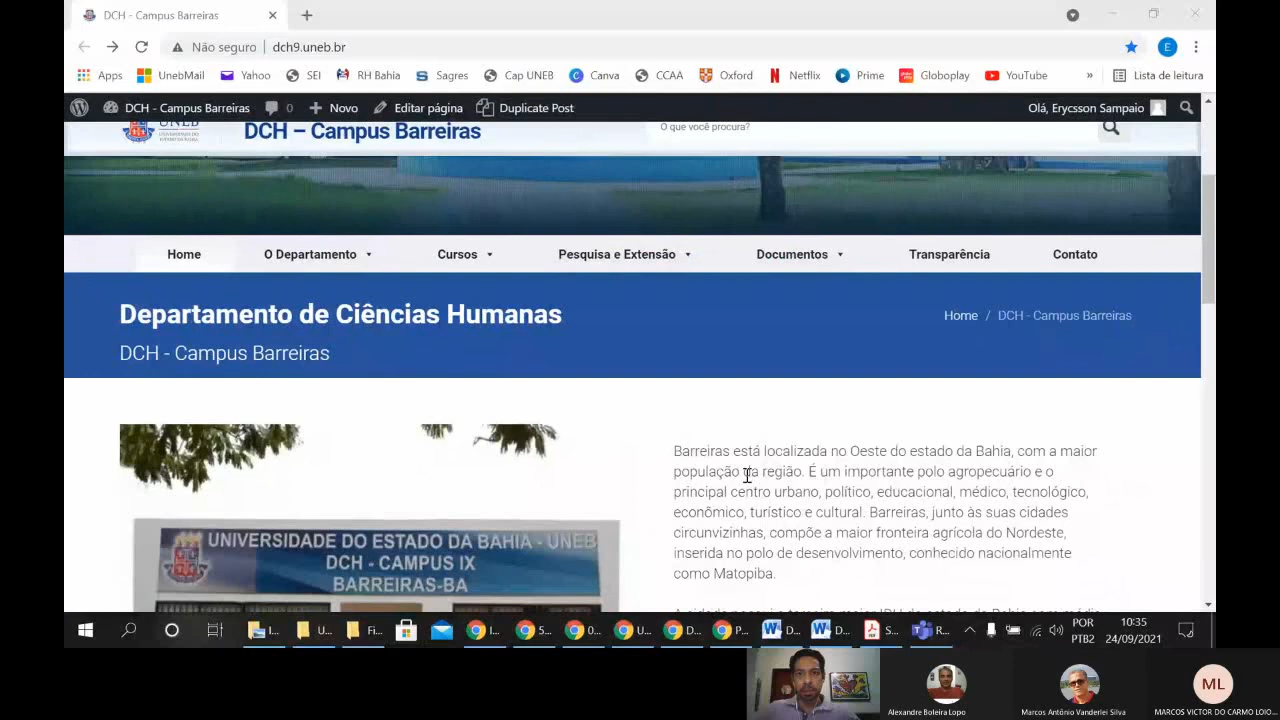 DCH - Campus Barreiras
Não seguro
dch9.uneb.br
E
Apps
UnebMail
Yahoo
SEI
RH Bahia
Sagres
Cap UNEB
Canva
CCAA
Oxford
Netflix
Prime
Globoplay
YouTube
»
Lista de leitura
DCH - Campus Barreiras
0
Novo
Editar página
Duplicate Post
Olá, Erycsson Sampaio
UNEB
DCH – Campus Barreiras
O que você procura?
Home
O Departamento
Cursos
Pesquisa e Extensão
Documentos
Transparência
Contato
Departamento de Ciências Humanas
Home / DCH - Campus Barreiras
DCH - Campus Barreiras
UNIVERSIDADE DO ESTADO DA BAHIA - UNEB
DCH - CAMPUS IX
BARREIRAS-BA
Barreiras está localizada no Oeste do estado da Bahia, com a maior
população da região. É um importante polo agropecuário e o
principal centro urbano, político, educacional, médico, tecnológico,
econômico, turístico e cultural. Barreiras, junto às suas cidades
circunvizinhas, compõe a maior fronteira agrícola do Nordeste,
inserida no polo de desenvolvimento, conhecido nacionalmente
como Matopiba.
I...
U...
Fi...
I...
5...
0...
U...
D...
P...
D...
D...
S...
R...
POR
PTB2
10:35
24/09/2021
Alexandre Boleira Lopo
Marcos Antônio Vanderlei Silva
ML
MARCOS VICTOR DO CARMO LOIO...